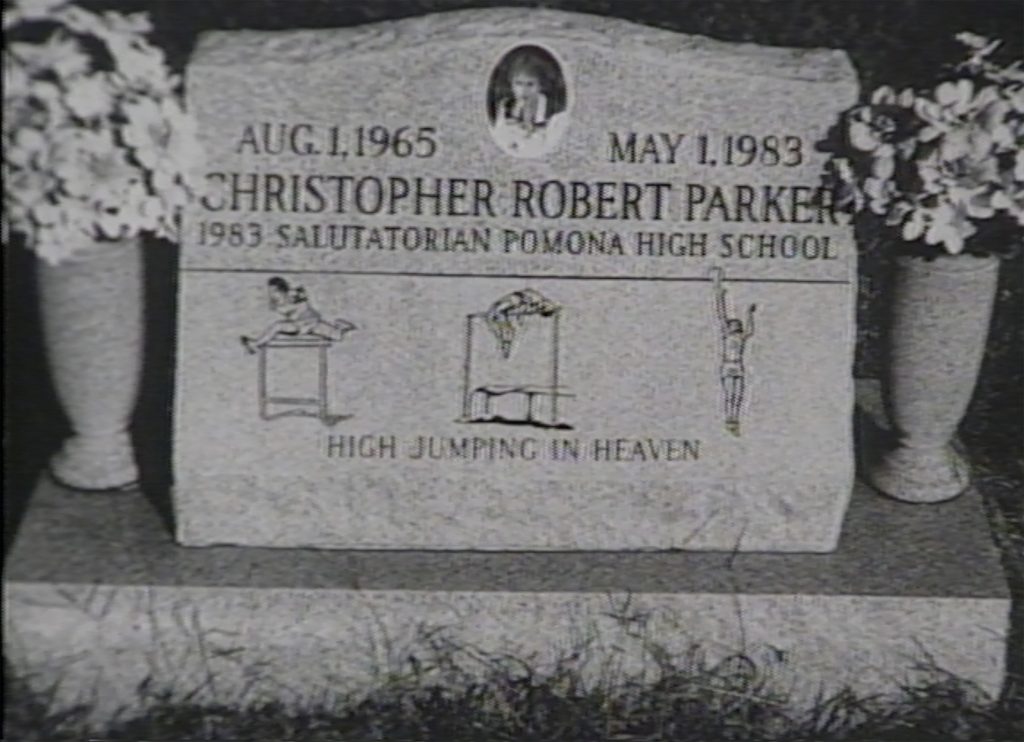 AUG. 1, 1965 MAY 1, 1983
CHRISTOPHER ROBERT PARKER
1983 SALUTATORIAN POMONA HIGH SCHOOL
HIGH JUMPING IN HEAVEN